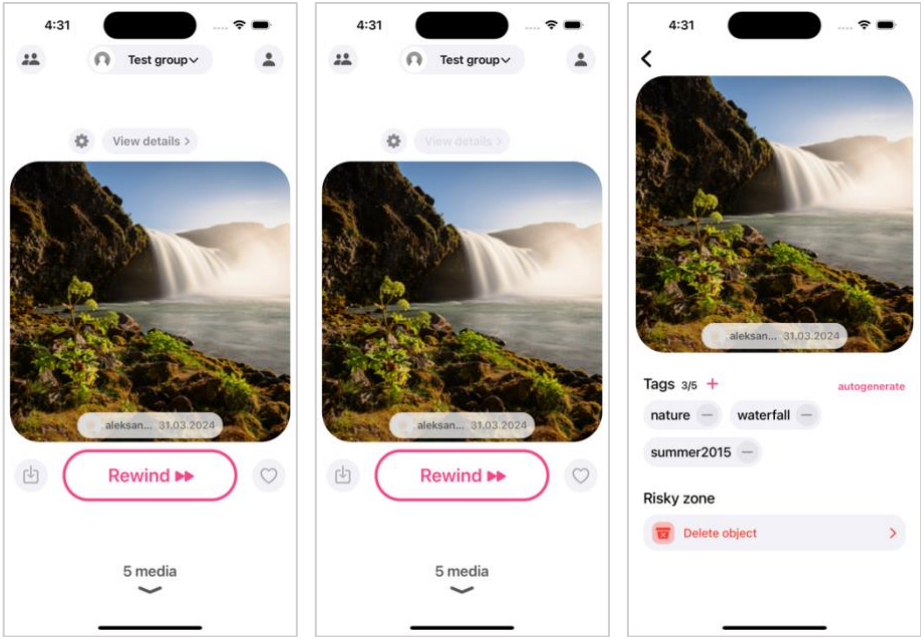 4:31
Test group
View details >
aleksan... 31.03.2024
Rewind
5 media
4:31
Test group
View details >
aleksan... 31.03.2024
Rewind
5 media
4:31
aleksan... 31.03.2024
Tags 3/5 + autogenerate
nature — waterfall —
summer2015 —
Risky zone
Delete object >